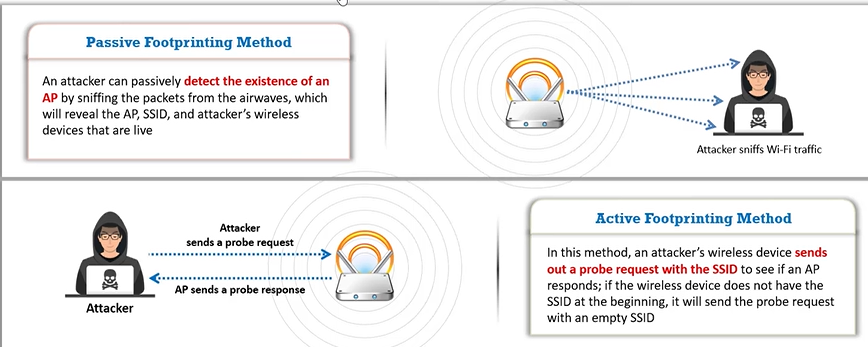 Passive Footprinting Method
An attacker can passively detect the existence of an
AP by sniffing the packets from the airwaves, which
will reveal the AP, SSID, and attacker's wireless
devices that are live
Attacker sniffs Wi-Fi traffic
Attacker
sends a probe request
AP sends a probe response
Attacker
Active Footprinting Method
In this method, an attacker's wireless device sends
out a probe request with the SSID to see if an AP
responds; if the wireless device does not have the
SSID at the beginning, it will send the probe request
with an empty SSID